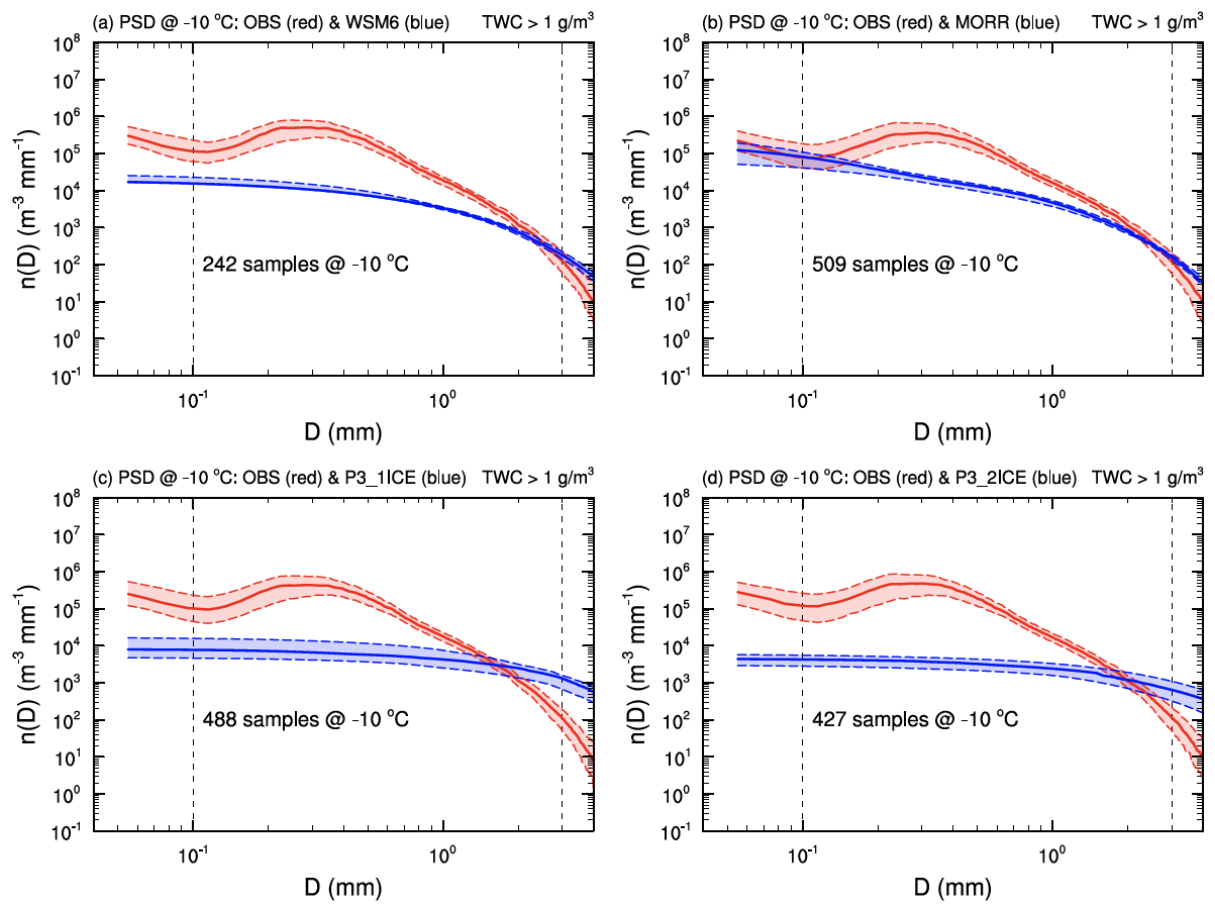 (a) PSD @ -10 °C: OBS (red) & WSM6 (blue) TWC > 1 g/m³
10⁸
10⁷
10⁶
10⁵
10⁴
10³
10²
10¹
10⁰
10⁻¹
n(D) (m⁻³ mm⁻¹)
242 samples @ -10 °C
10⁻¹ 10⁰
D (mm)
(b) PSD @ -10 °C: OBS (red) & MORR (blue) TWC > 1 g/m³
10⁸
10⁷
10⁶
10⁵
10⁴
10³
10²
10¹
10⁰
10⁻¹
n(D) (m⁻³ mm⁻¹)
509 samples @ -10 °C
10⁻¹ 10⁰
D (mm)
(c) PSD @ -10 °C: OBS (red) & P3_1ICE (blue) TWC > 1 g/m³
10⁸
10⁷
10⁶
10⁵
10⁴
10³
10²
10¹
10⁰
10⁻¹
n(D) (m⁻³ mm⁻¹)
488 samples @ -10 °C
10⁻¹ 10⁰
D (mm)
(d) PSD @ -10 °C: OBS (red) & P3_2ICE (blue) TWC > 1 g/m³
10⁸
10⁷
10⁶
10⁵
10⁴
10³
10²
10¹
10⁰
10⁻¹
n(D) (m⁻³ mm⁻¹)
427 samples @ -10 °C
10⁻¹ 10⁰
D (mm)